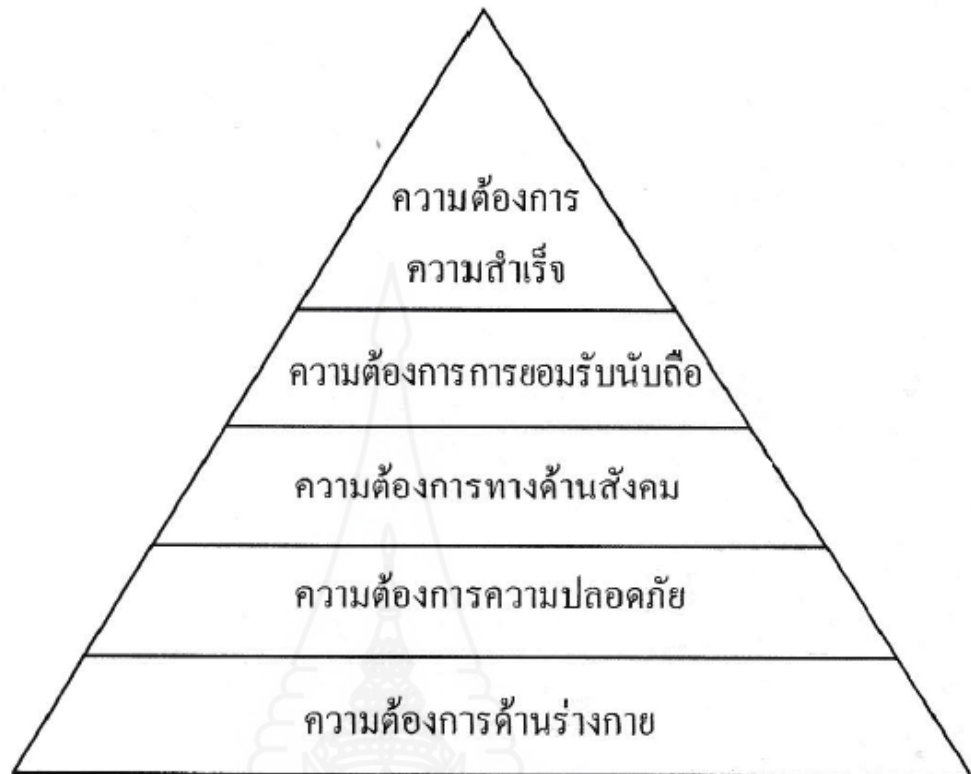 ความต้องการ
ความสำเร็จ
ความต้องการการยอมรับนับถือ
ความต้องการทางด้านสังคม
ความต้องการความปลอดภัย
ความต้องการด้านร่างกาย